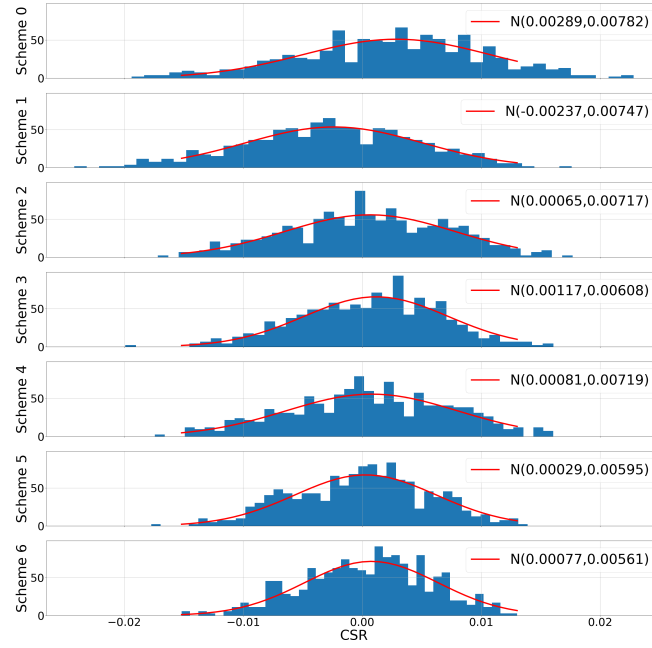 Scheme 0
50
0
N(0.00289,0.00782)
Scheme 1
50
0
N(-0.00237,0.00747)
Scheme 2
50
0
N(0.00065,0.00717)
Scheme 3
50
0
N(0.00117,0.00608)
Scheme 4
50
0
N(0.00081,0.00719)
Scheme 5
50
0
N(0.00029,0.00595)
Scheme 6
50
0
N(0.00077,0.00561)
−0.02 −0.01 0.00 0.01 0.02
CSR